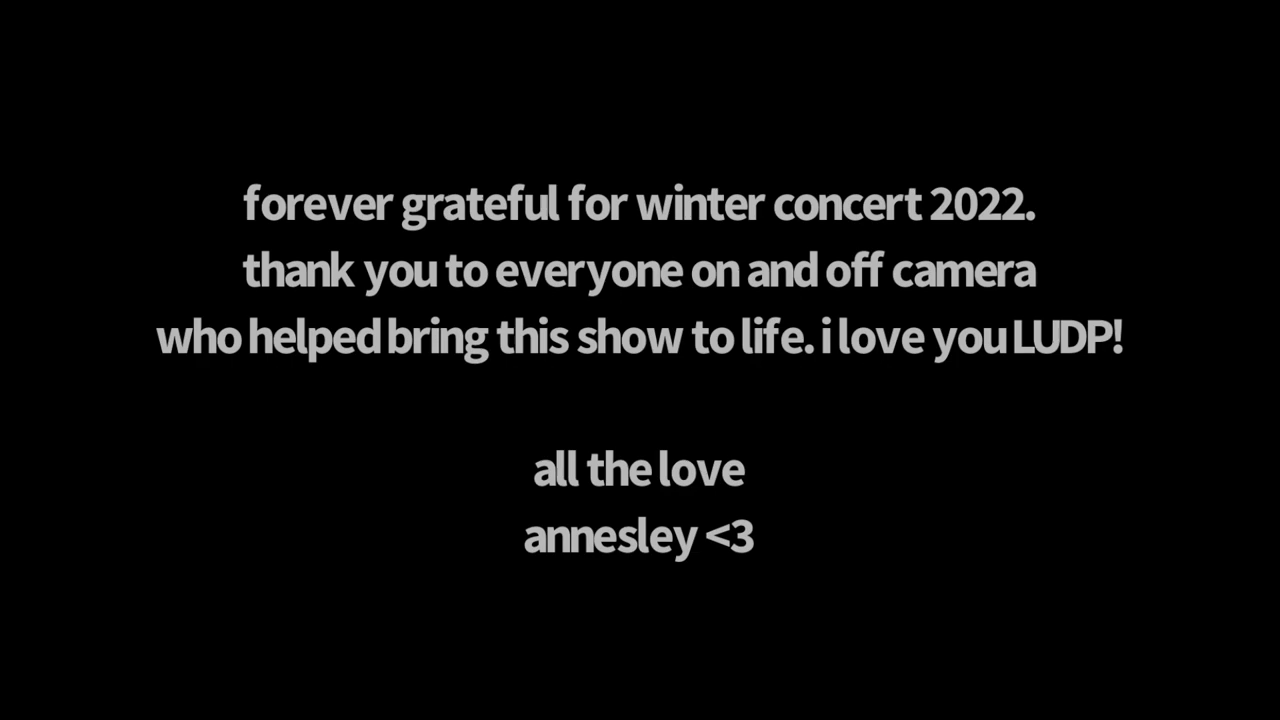 forever grateful for winter concert 2022.
thank you to everyone on and off camera
who helped bring this show to life. i love you LUDP!
all the love
annesley <3